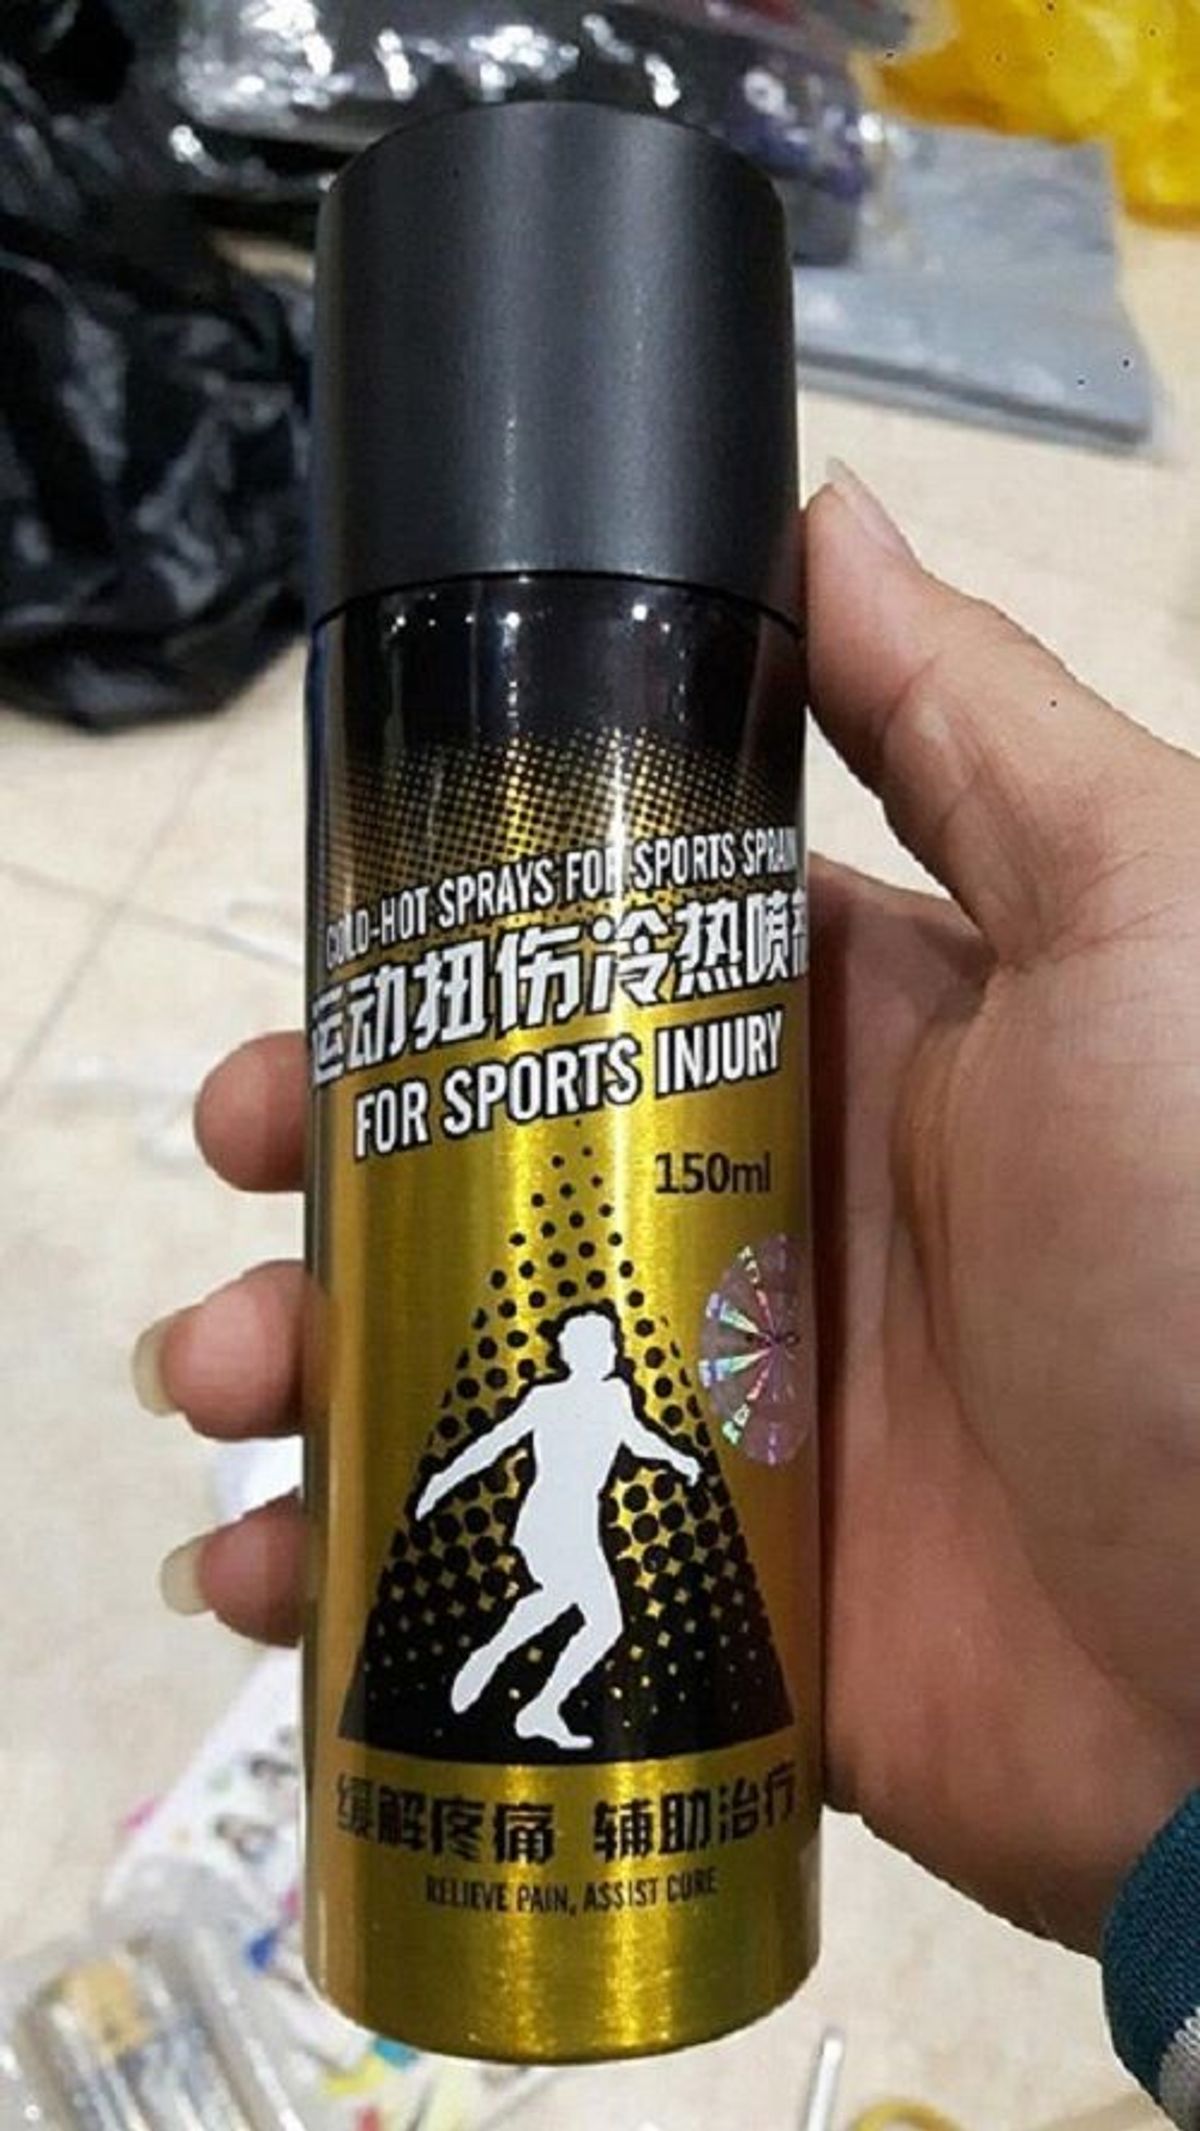 COLD-HOT SPRAYS FOR SPORTS SPRAIN
运动扭伤冷热喷剂
FOR SPORTS INJURY
150ml
缓解疼痛 辅助治疗
RELIEVE PAIN, ASSIST CURE